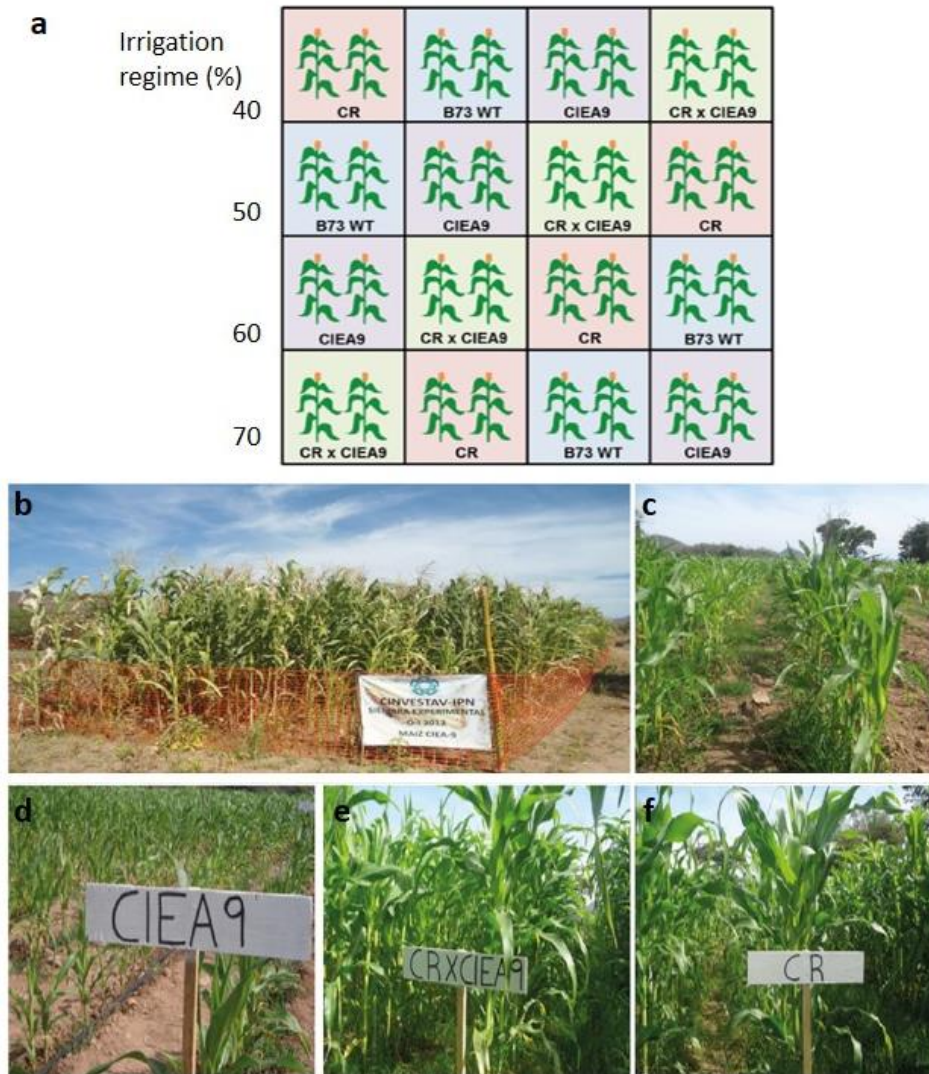 a
Irrigation
regime (%)
40
CR
B73 WT
CIEA9
CR x CIEA9
50
B73 WT
CIEA9
CR x CIEA9
CR
60
CIEA9
CR x CIEA9
CR
B73 WT
70
CR x CIEA9
CR
B73 WT
CIEA9
b
CINVESTAV-IPN
EXPERIMENTAL
MAIZ CIEA-9
c
d
CIEA9
e
CRXCIEA9
f
CR